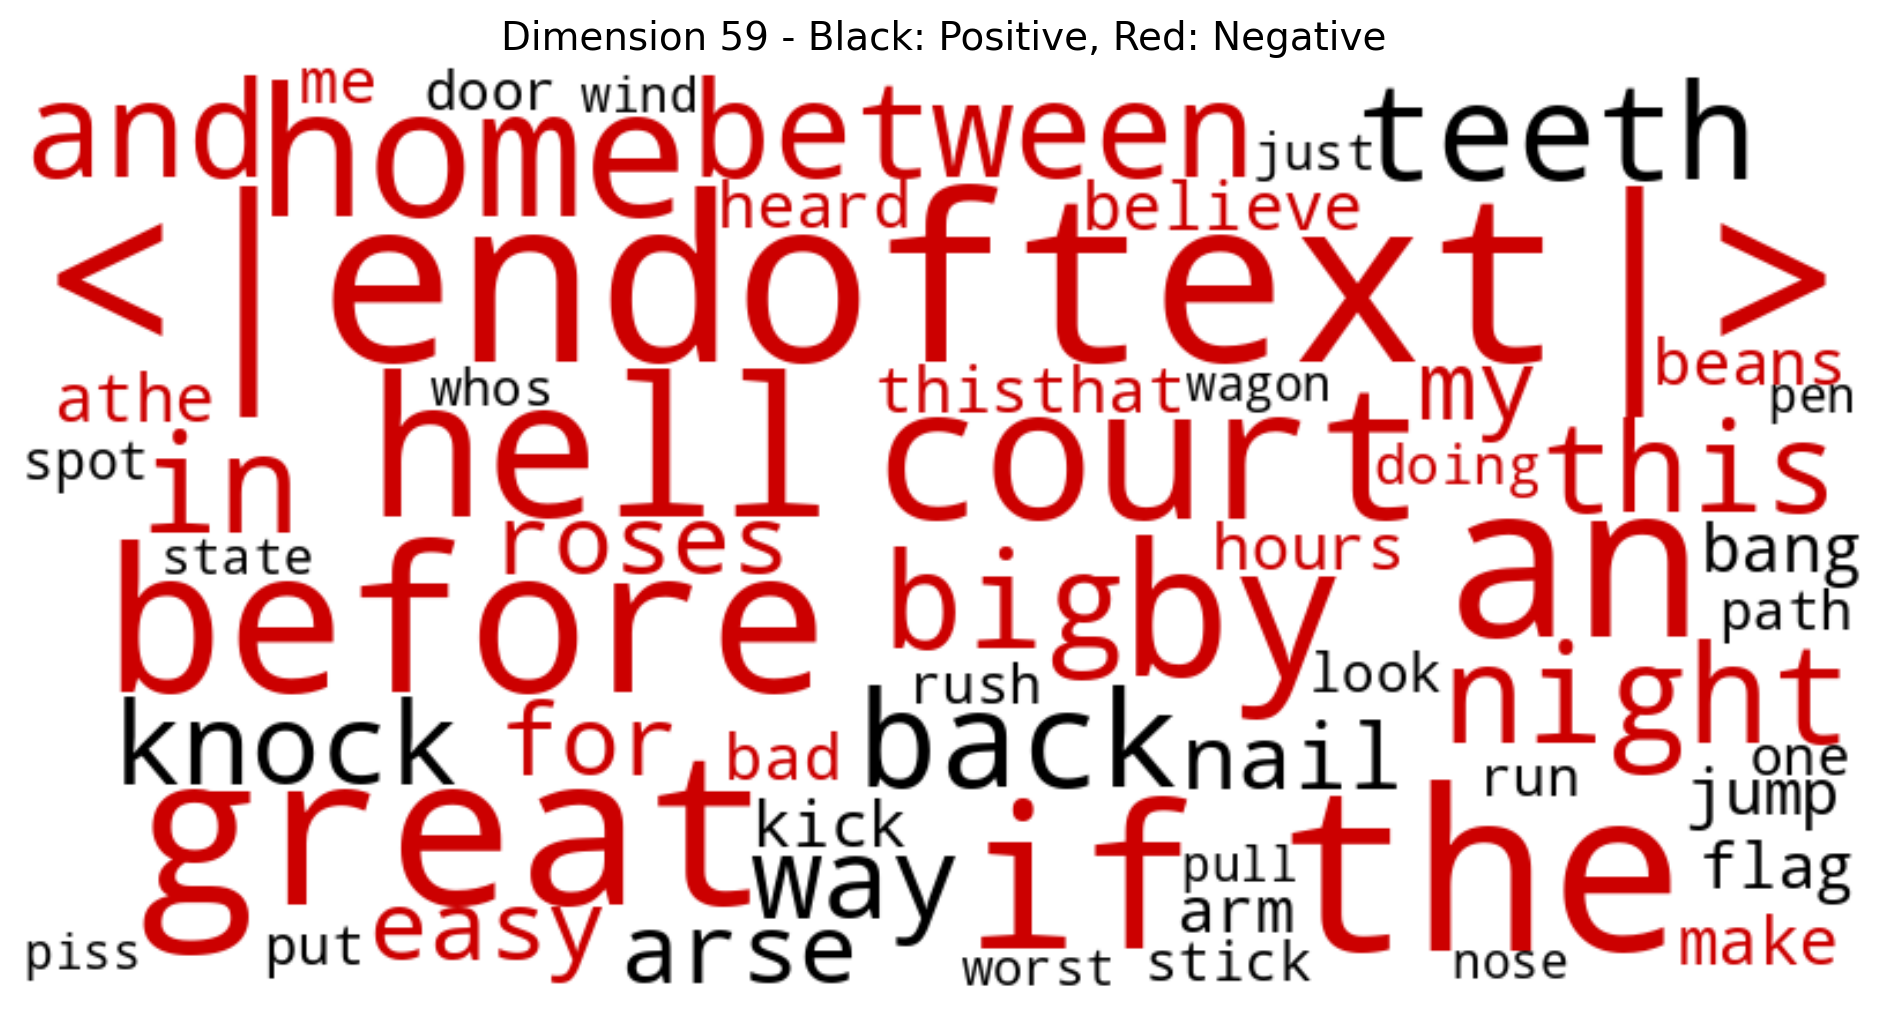 Dimension 59 - Black: Positive, Red: Negative
me door wind
and home between just teeth
heard believe
<|endoftext|>
beans
athe whos thisthat wagon my pen
spot in hell court doing this
roses hours an bang
state before big by path
rush look night
knock for bad back nail one
run jump
great kick way if pull the flag
arm
piss put easy arse worst stick nose make